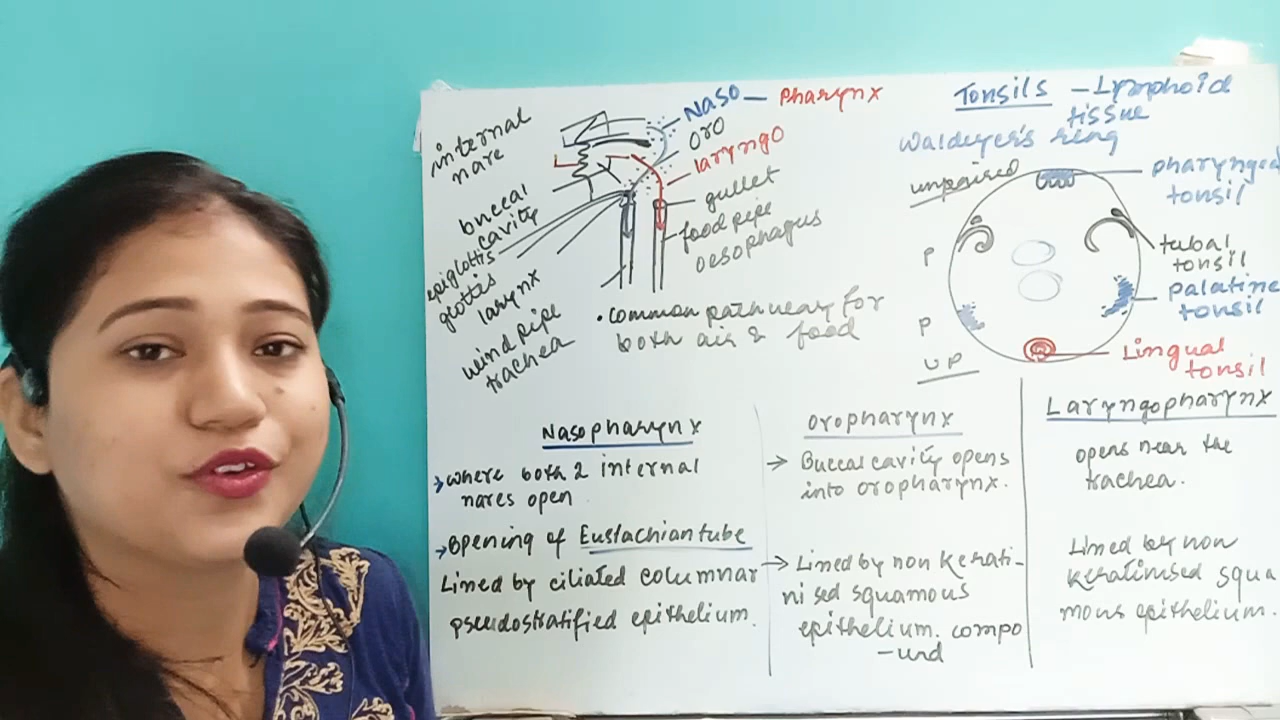 internal
nare
buccal
cavity
epiglottis
glottis
larynx
wind pipe
trachea
Naso — Pharynx
oro
laryngo
gullet
food pipe
oesophagus
• common pathway for
both air & food
Tonsils - Lymphoid
tissue
Waldeyer's ring
unpaired
pharyngeal
tonsil
P
tubal
tonsil
palatine
tonsil
P
UP
Lingual
tonsil
Nasopharynx
→ where both 2 internal
nares open
→ opening of Eustachian tube
Lined by ciliated columnar
pseudostratified epithelium.
oropharynx
→ Buccal cavity opens
into oropharynx.
→ Lined by non kerati-
nised squamous
epithelium. compo
-und
Laryngopharynx
opens near the
trachea.
Lined by non
keratinised squa
mous epithelium.